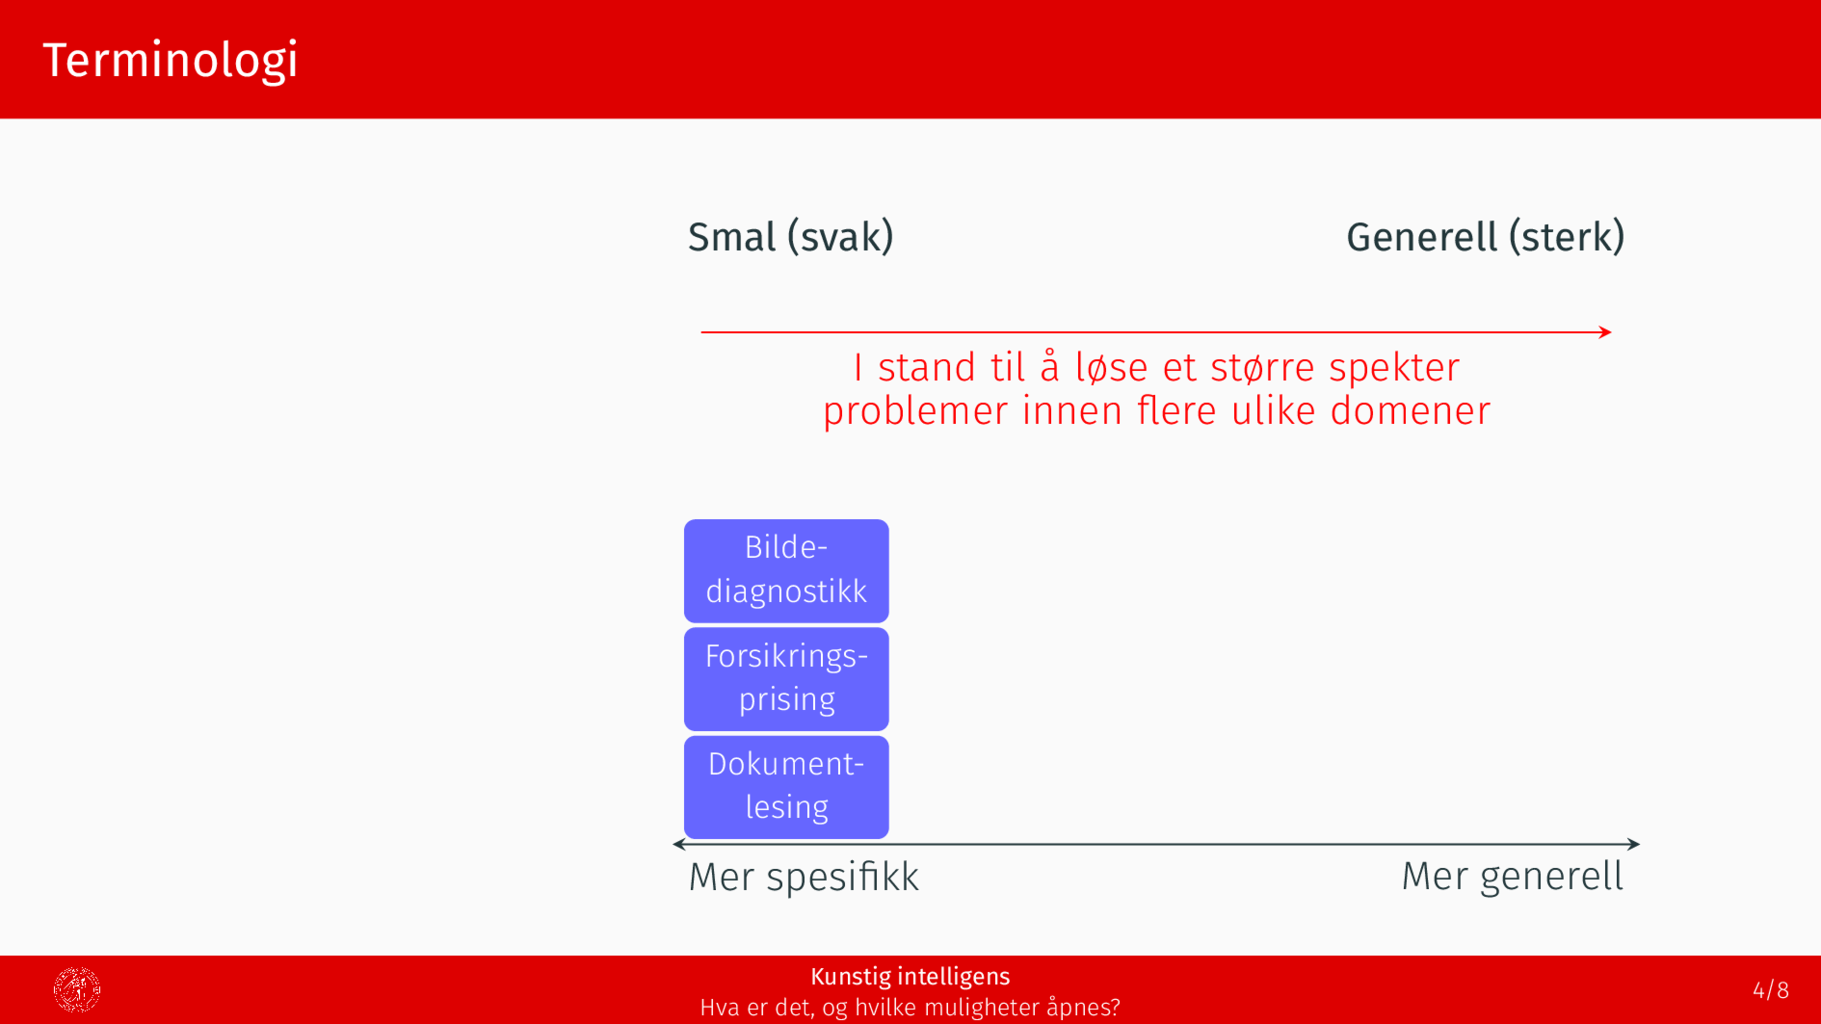 Terminologi
Smal (svak)
Generell (sterk)
I stand til å løse et større spekter
problemer innen flere ulike domener
Bilde-
diagnostikk
Forsikrings-
prising
Dokument-
lesing
Mer spesifikk
Mer generell
Kunstig intelligens
Hva er det, og hvilke muligheter åpnes?
4/8